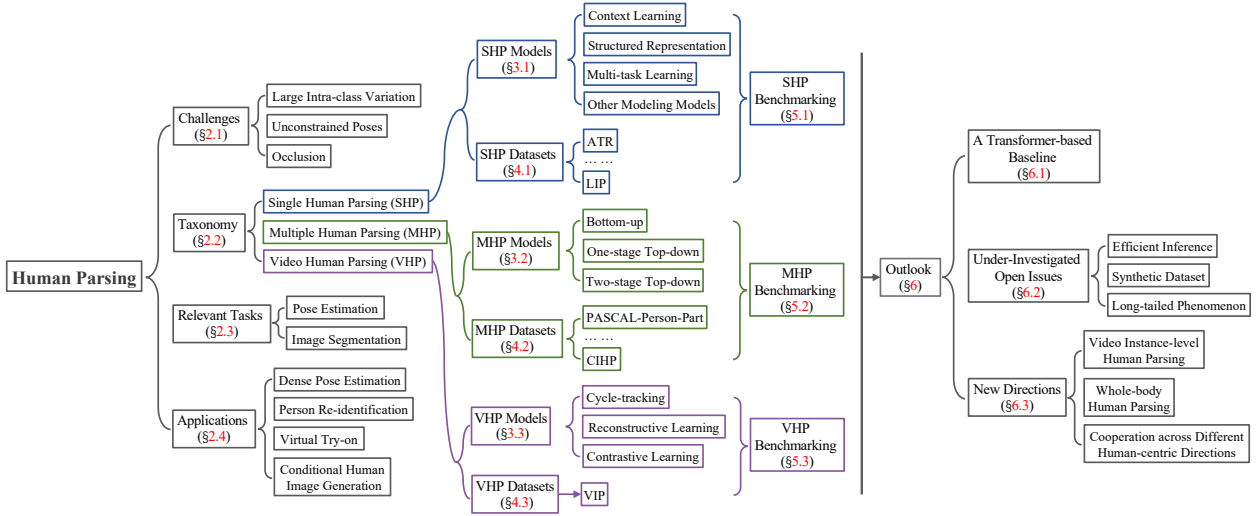 Human Parsing
Challenges
(§2.1)
Large Intra-class Variation
Unconstrained Poses
Occlusion
Taxonomy
(§2.2)
Single Human Parsing (SHP)
Multiple Human Parsing (MHP)
Video Human Parsing (VHP)
Relevant Tasks
(§2.3)
Pose Estimation
Image Segmentation
Applications
(§2.4)
Dense Pose Estimation
Person Re-identification
Virtual Try-on
Conditional Human
Image Generation
SHP Models
(§3.1)
Context Learning
Structured Representation
Multi-task Learning
Other Modeling Models
SHP Datasets
(§4.1)
ATR
... ...
LIP
SHP
Benchmarking
(§5.1)
MHP Models
(§3.2)
Bottom-up
One-stage Top-down
Two-stage Top-down
MHP Datasets
(§4.2)
PASCAL-Person-Part
... ...
CIHP
MHP
Benchmarking
(§5.2)
VHP Models
(§3.3)
Cycle-tracking
Reconstructive Learning
Contrastive Learning
VHP Datasets
(§4.3)
VIP
VHP
Benchmarking
(§5.3)
Outlook
(§6)
A Transformer-based
Baseline
(§6.1)
Under-Investigated
Open Issues
(§6.2)
Efficient Inference
Synthetic Dataset
Long-tailed Phenomenon
New Directions
(§6.3)
Video Instance-level
Human Parsing
Whole-body
Human Parsing
Cooperation across Different
Human-centric Directions